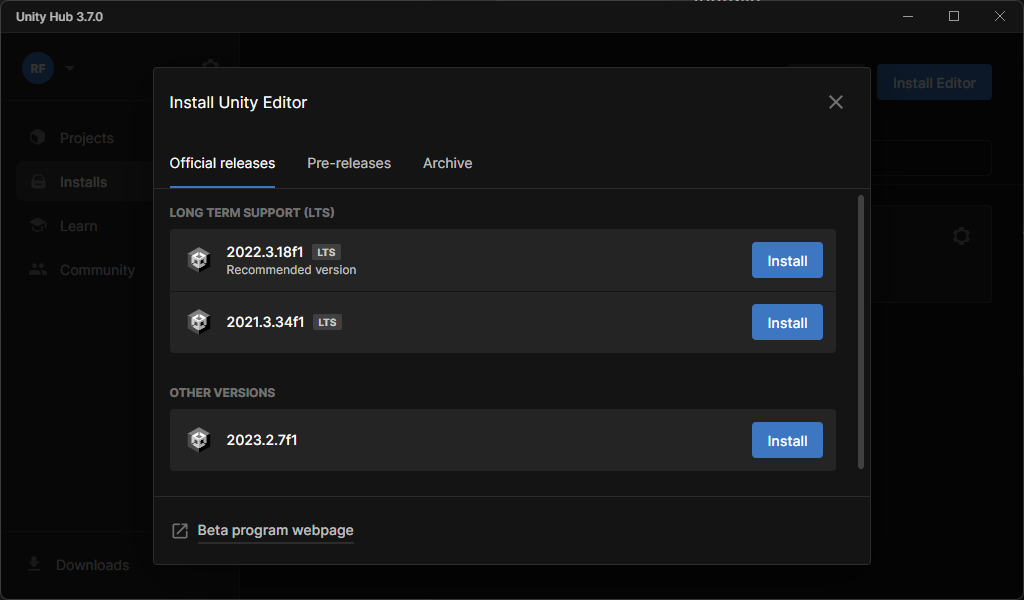 Unity Hub 3.7.0
RF
Install Editor
Projects
Installs
Learn
Community
Downloads
Install Unity Editor
Official releases Pre-releases Archive
LONG TERM SUPPORT (LTS)
2022.3.18f1 LTS
Recommended version
Install
2021.3.34f1 LTS
Install
OTHER VERSIONS
2023.2.7f1
Install
Beta program webpage